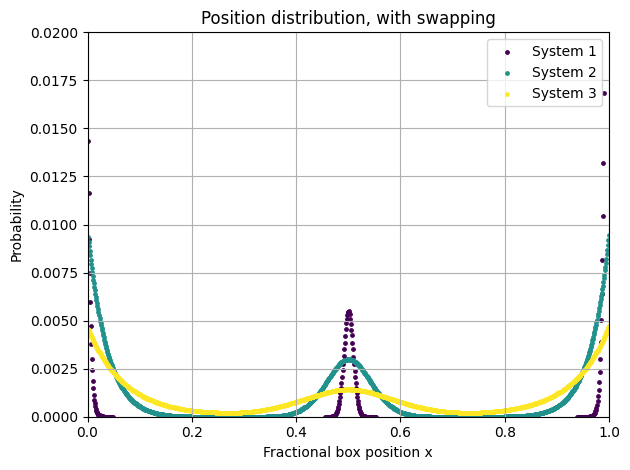 Position distribution, with swapping
System 1
System 2
System 3
Probability
0.0200
0.0175
0.0150
0.0125
0.0100
0.0075
0.0050
0.0025
0.0000
0.0 0.2 0.4 0.6 0.8 1.0
Fractional box position x